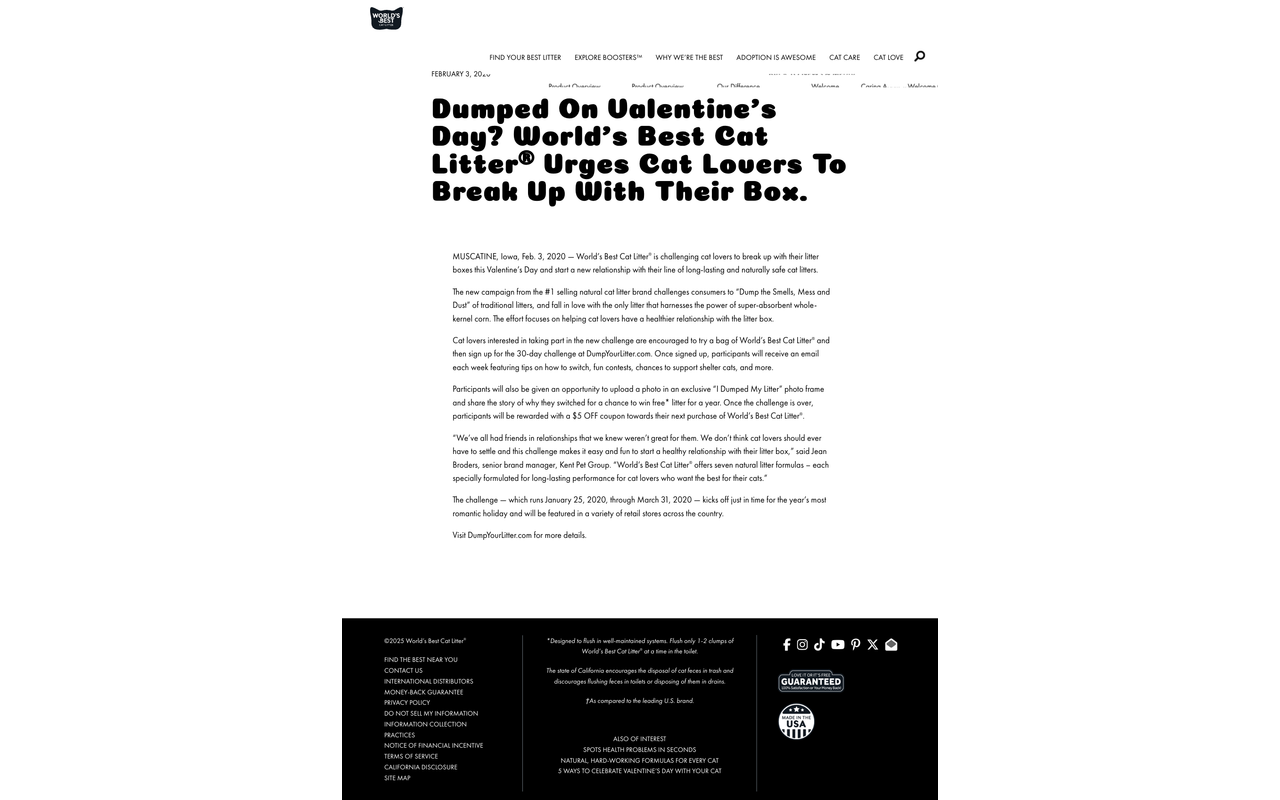 WORLD'S
BEST
FIND YOUR BEST LITTER EXPLORE BOOSTERS™ WHY WE'RE THE BEST ADOPTION IS AWESOME CAT CARE CAT LOVE
FEBRUARY 3, 2020
Product Overview Product Overview Our Difference Welcome Caring A Welcome
Dumped On Valentine's
Day? World's Best Cat
Litter® Urges Cat Lovers To
Break Up With Their Box.
MUSCATINE, Iowa, Feb. 3, 2020 — World's Best Cat Litter® is challenging cat lovers to break up with their litter
boxes this Valentine's Day and start a new relationship with their line of long-lasting and naturally safe cat litters.
The new campaign from the #1 selling natural cat litter brand challenges consumers to "Dump the Smells, Mess and
Dust" of traditional litters, and fall in love with the only litter that harnesses the power of super-absorbent whole-
kernel corn. The effort focuses on helping cat lovers have a healthier relationship with the litter box.
Cat lovers interested in taking part in the new challenge are encouraged to try a bag of World's Best Cat Litter® and
then sign up for the 30-day challenge at DumpYourLitter.com. Once signed up, participants will receive an email
each week featuring tips on how to switch, fun contests, chances to support shelter cats, and more.
Participants will also be given an opportunity to upload a photo in an exclusive "I Dumped My Litter" photo frame
and share the story of why they switched for a chance to win free* litter for a year. Once the challenge is over,
participants will be rewarded with a $5 OFF coupon towards their next purchase of World's Best Cat Litter®.
"We've all had friends in relationships that we knew weren't great for them. We don't think cat lovers should ever
have to settle and this challenge makes it easy and fun to start a healthy relationship with their litter box," said Jean
Broders, senior brand manager, Kent Pet Group. "World's Best Cat Litter® offers seven natural litter formulas – each
specially formulated for long-lasting performance for cat lovers who want the best for their cats."
The challenge — which runs January 25, 2020, through March 31, 2020 — kicks off just in time for the year's most
romantic holiday and will be featured in a variety of retail stores across the country.
Visit DumpYourLitter.com for more details.
©2025 World's Best Cat Litter®
FIND THE BEST NEAR YOU
CONTACT US
INTERNATIONAL DISTRIBUTORS
MONEY-BACK GUARANTEE
PRIVACY POLICY
DO NOT SELL MY INFORMATION
INFORMATION COLLECTION
PRACTICES
NOTICE OF FINANCIAL INCENTIVE
TERMS OF SERVICE
CALIFORNIA DISCLOSURE
SITE MAP
*Designed to flush in well-maintained systems. Flush only 1-2 clumps of
World's Best Cat Litter® at a time in the toilet.
The state of California encourages the disposal of cat feces in trash and
discourages flushing feces in toilets or disposing of them in drains.
†As compared to the leading U.S. brand.
ALSO OF INTEREST
SPOTS HEALTH PROBLEMS IN SECONDS
NATURAL, HARD-WORKING FORMULAS FOR EVERY CAT
5 WAYS TO CELEBRATE VALENTINE'S DAY WITH YOUR CAT
LOVE IT OR IT'S FREE
GUARANTEED
100% Satisfaction or Your Money Back!
MADE IN THE
USA